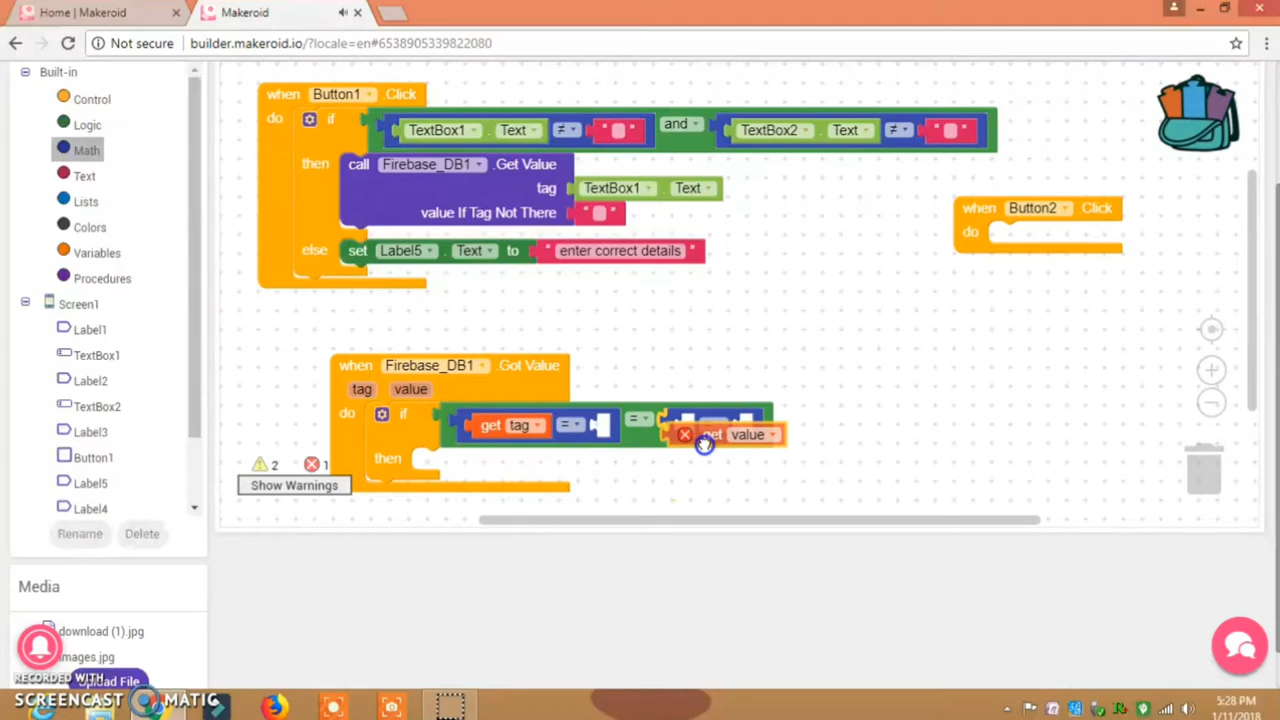 Home | Makeroid
Makeroid
Not secure
builder.makeroid.io/?locale=en#6538905339822080
Built-in
Control
Logic
Math
Text
Lists
Colors
Variables
Procedures
Screen1
Label1
TextBox1
Label2
TextBox2
Label3
Button1
Label5
Label4
Rename Delete
Media
download (1).jpg
images.jpg
Upload File
when Button1 .Click
do if TextBox1 . Text ≠ " " and TextBox2 . Text ≠ " "
then call Firebase_DB1 .Get Value
tag TextBox1 . Text
value If Tag Not There " "
else set Label5 . Text to " enter correct details "
when Button2 .Click
do
when Firebase_DB1 .Got Value
tag value
do if get tag = =
get value
then
2 1
Show Warnings
RECORDED WITH
SCREENCAST MATIC
5:28 PM
1/11/2018